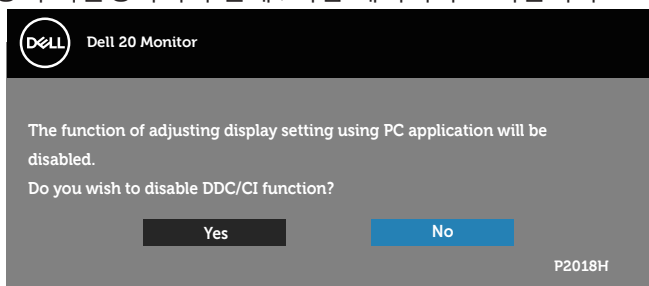 DELL
Dell 20 Monitor
The function of adjusting display setting using PC application will be
disabled.
Do you wish to disable DDC/CI function?
Yes
No
P2018H